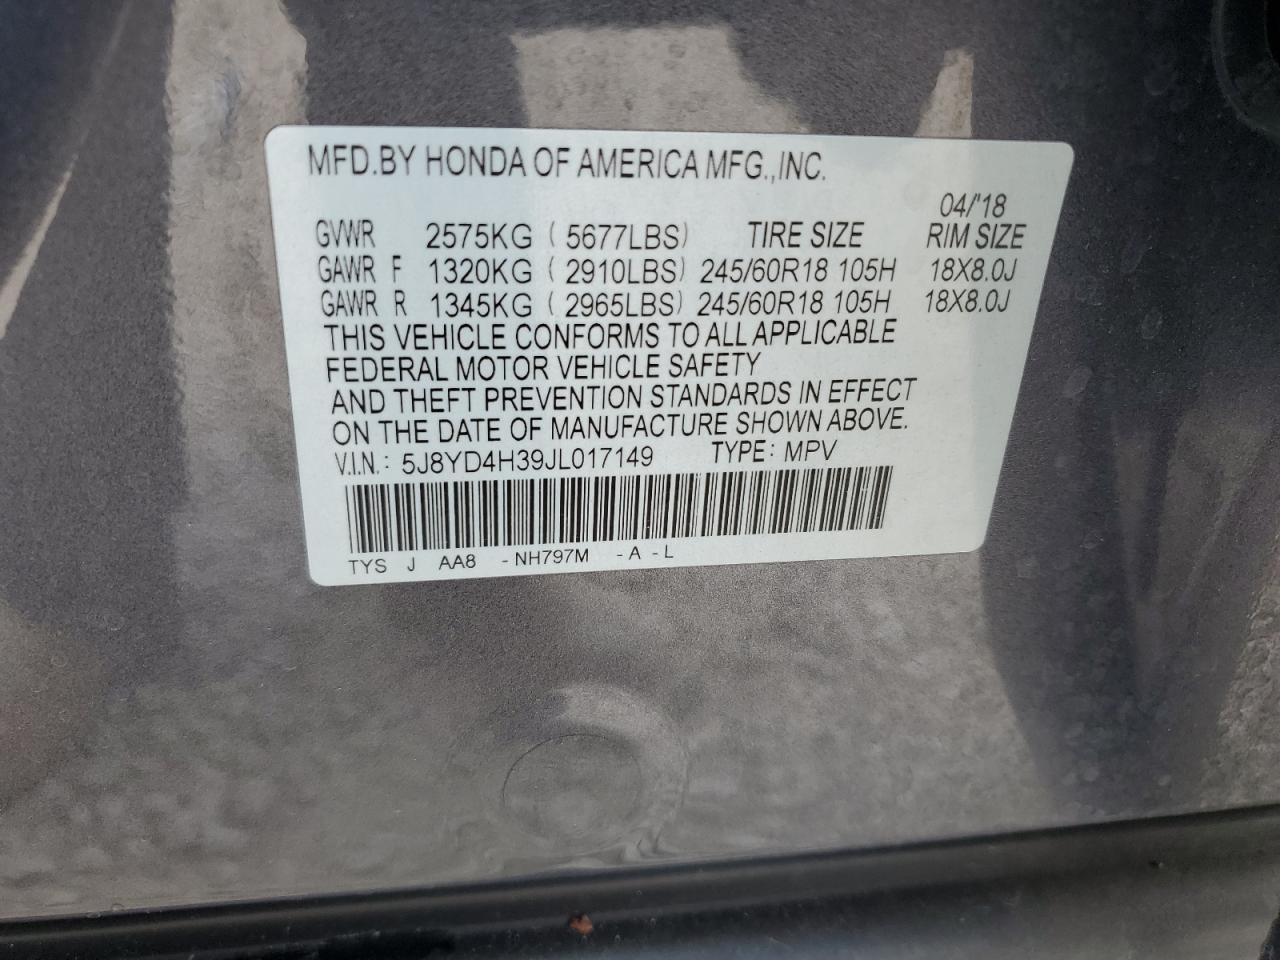 MFD.BY HONDA OF AMERICA MFG.,INC.
04/'18
GVWR 2575KG ( 5677LBS) TIRE SIZE RIM SIZE
GAWR F 1320KG ( 2910LBS) 245/60R18 105H 18X8.0J
GAWR R 1345KG ( 2965LBS) 245/60R18 105H 18X8.0J
THIS VEHICLE CONFORMS TO ALL APPLICABLE
FEDERAL MOTOR VEHICLE SAFETY
AND THEFT PREVENTION STANDARDS IN EFFECT
ON THE DATE OF MANUFACTURE SHOWN ABOVE.
V.I.N.: 5J8YD4H39JL017149 TYPE: MPV
TYS J AA8 - NH797M - A - L